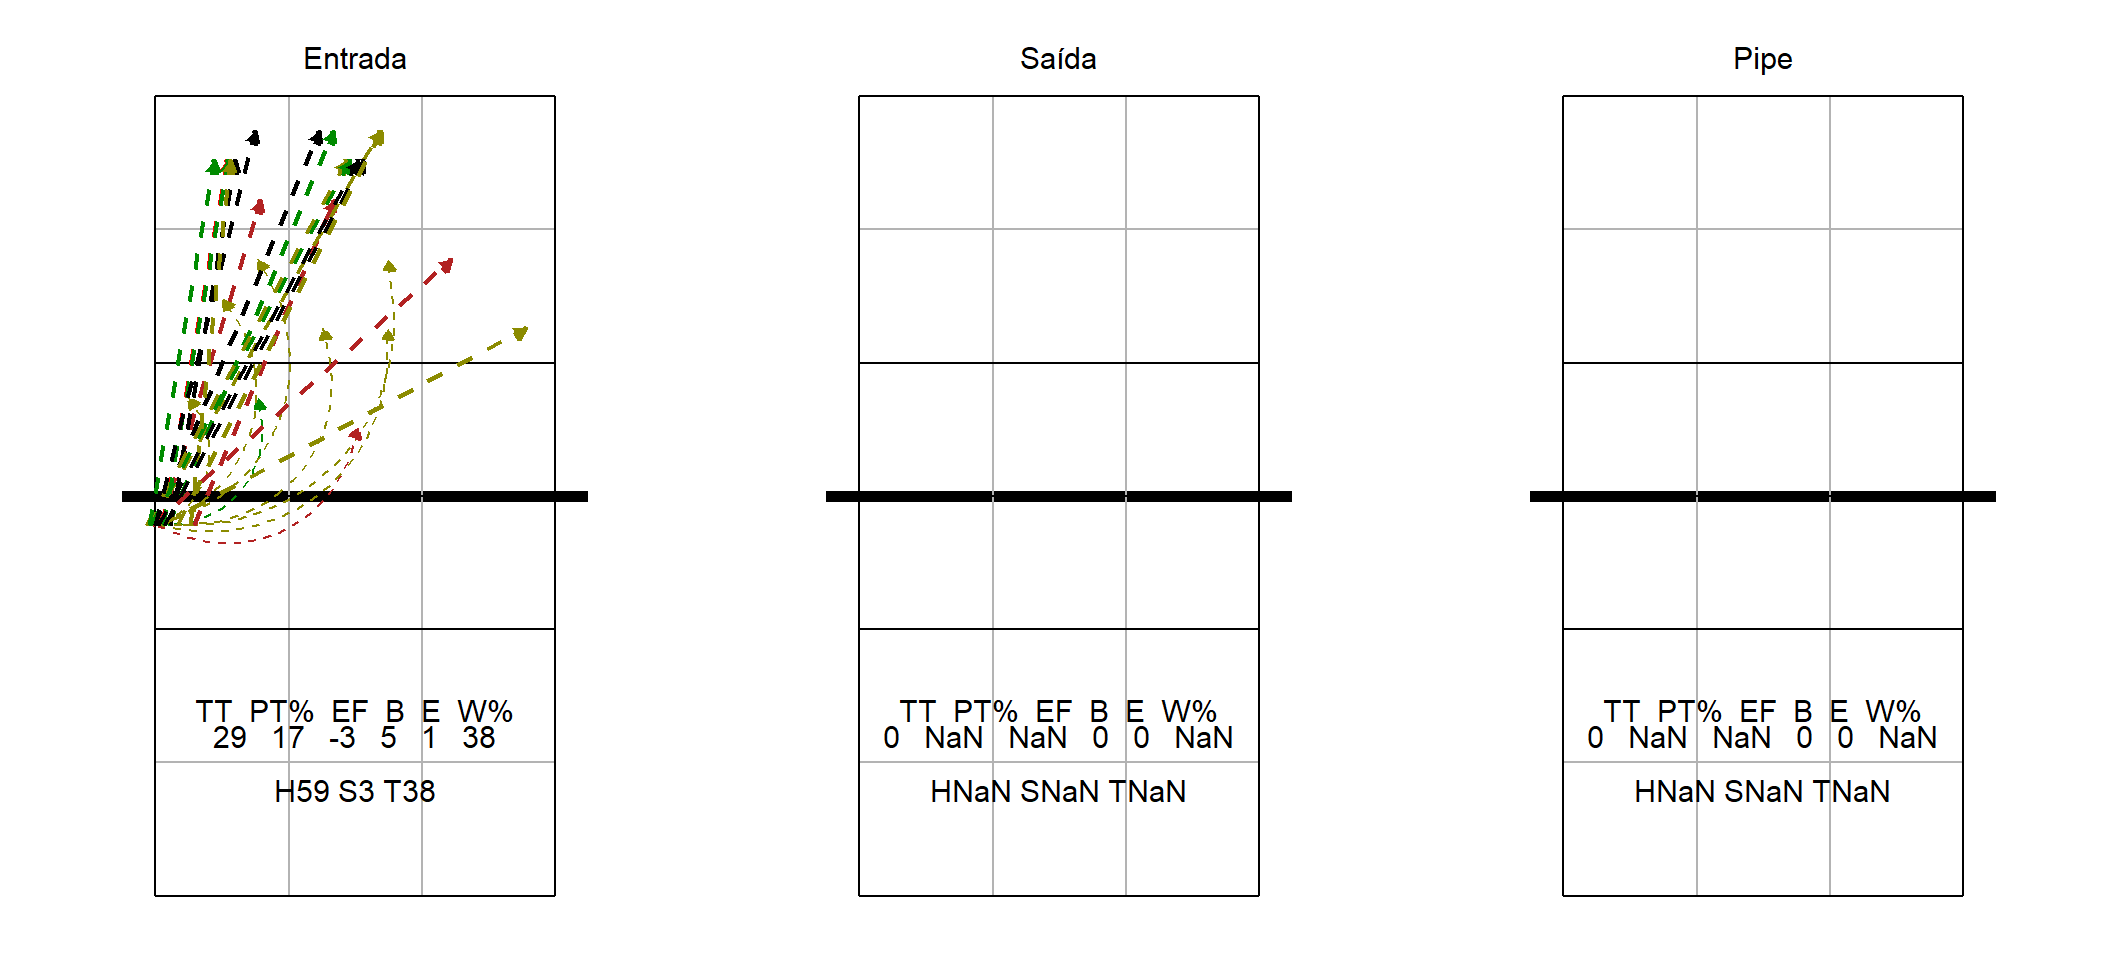 Entrada
TT PT% EF B E W%
29 17 -3 5 1 38
H59 S3 T38
Saída
TT PT% EF B E W%
0 NaN NaN 0 0 NaN
HNaN SNaN TNaN
Pipe
TT PT% EF B E W%
0 NaN NaN 0 0 NaN
HNaN SNaN TNaN